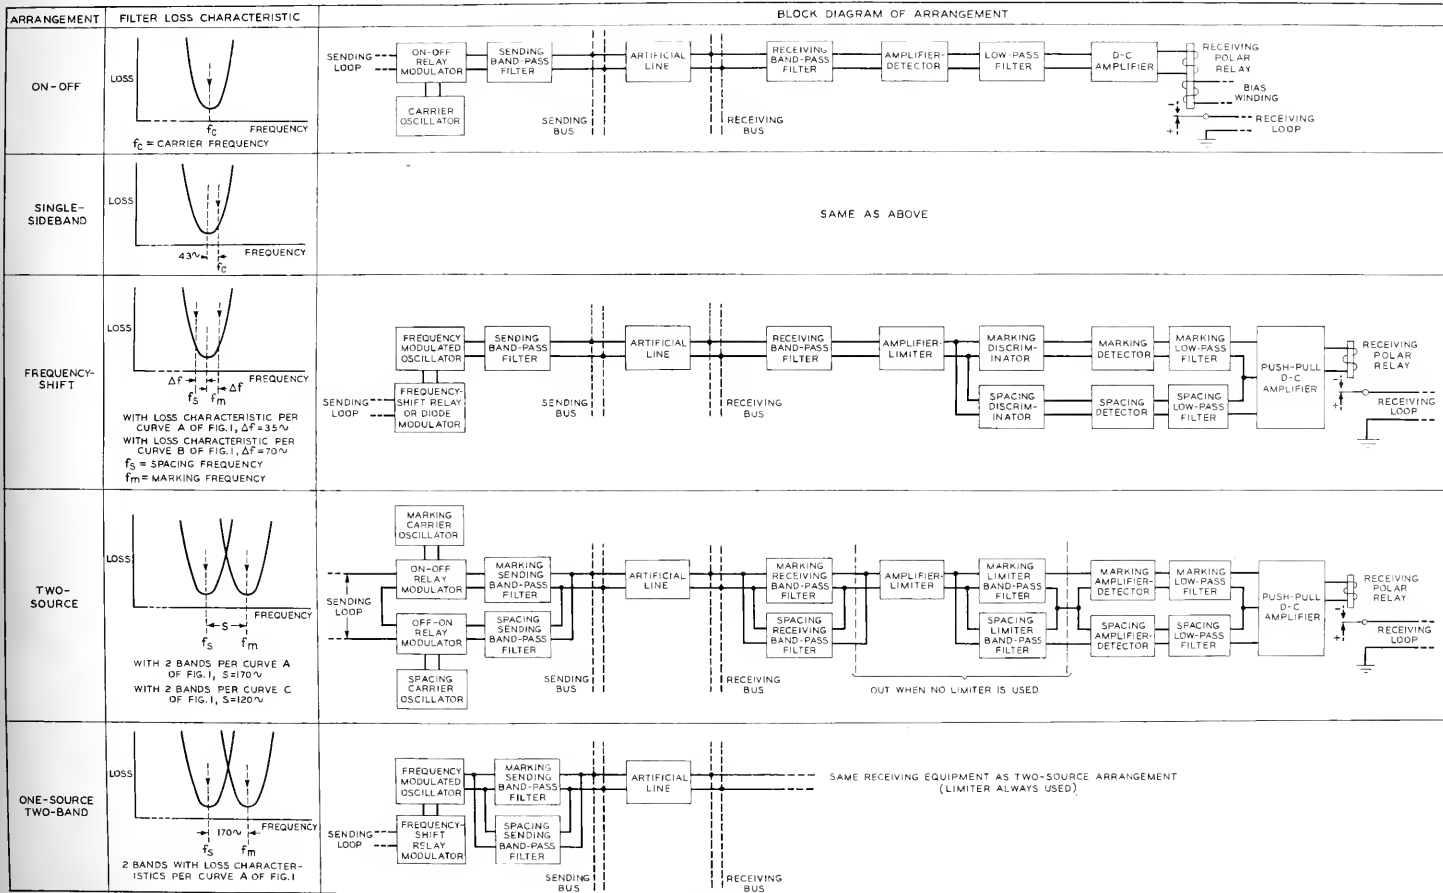 ARRANGEMENT
FILTER LOSS CHARACTERISTIC
BLOCK DIAGRAM OF ARRANGEMENT
ON-OFF
LOSS
fC
FREQUENCY
fC = CARRIER FREQUENCY
SENDING
LOOP
ON-OFF
RELAY
MODULATOR
CARRIER
OSCILLATOR
SENDING
BAND-PASS
FILTER
SENDING
BUS
ARTIFICIAL
LINE
RECEIVING
BUS
RECEIVING
BAND-PASS
FILTER
AMPLIFIER-
DETECTOR
LOW-PASS
FILTER
D-C
AMPLIFIER
RECEIVING
POLAR
RELAY
BIAS
WINDING
-
+
RECEIVING
LOOP
SINGLE-
SIDEBAND
LOSS
43~
FREQUENCY
fC
SAME AS ABOVE
FREQUENCY-
SHIFT
LOSS
FREQUENCY
Δf
Δf
fS
fm
WITH LOSS CHARACTERISTIC PER
CURVE A OF FIG.1, Δf=35~
WITH LOSS CHARACTERISTIC PER
CURVE B OF FIG.1, Δf=70~
fS = SPACING FREQUENCY
fm= MARKING FREQUENCY
FREQUENCY
MODULATED
OSCILLATOR
SENDING
LOOP
FREQUENCY-
SHIFT RELAY
OR DIODE
MODULATOR
SENDING
BAND-PASS
FILTER
SENDING
BUS
ARTIFICIAL
LINE
RECEIVING
BUS
RECEIVING
BAND-PASS
FILTER
AMPLIFIER-
LIMITER
MARKING
DISCRIM-
INATOR
SPACING
DISCRIM-
INATOR
MARKING
DETECTOR
SPACING
DETECTOR
MARKING
LOW-PASS
FILTER
SPACING
LOW-PASS
FILTER
PUSH-PULL
D-C
AMPLIFIER
RECEIVING
POLAR
RELAY
-
+
RECEIVING
LOOP
TWO-
SOURCE
LOSS
FREQUENCY
S
fS
fm
WITH 2 BANDS PER CURVE A
OF FIG.1, S=170~
WITH 2 BANDS PER CURVE C
OF FIG.1, S=120~
MARKING
CARRIER
OSCILLATOR
ON-OFF
RELAY
MODULATOR
SENDING
LOOP
OFF-ON
RELAY
MODULATOR
SPACING
CARRIER
OSCILLATOR
MARKING
SENDING
BAND-PASS
FILTER
SPACING
SENDING
BAND-PASS
FILTER
SENDING
BUS
ARTIFICIAL
LINE
RECEIVING
BUS
MARKING
RECEIVING
BAND-PASS
FILTER
SPACING
RECEIVING
BAND-PASS
FILTER
AMPLIFIER-
LIMITER
MARKING
LIMITER
BAND-PASS
FILTER
SPACING
LIMITER
BAND-PASS
FILTER
OUT WHEN NO LIMITER IS USED
MARKING
AMPLIFIER-
DETECTOR
SPACING
AMPLIFIER-
DETECTOR
MARKING
LOW-PASS
FILTER
SPACING
LOW-PASS
FILTER
PUSH-PULL
D-C
AMPLIFIER
RECEIVING
POLAR
RELAY
-
+
RECEIVING
LOOP
ONE-SOURCE
TWO-BAND
LOSS
170~
FREQUENCY
fS
fm
2 BANDS WITH LOSS CHARACTER-
ISTICS PER CURVE A OF FIG.1
FREQUENCY
MODULATED
OSCILLATOR
SENDING
LOOP
FREQUENCY-
SHIFT
RELAY
MODULATOR
MARKING
SENDING
BAND-PASS
FILTER
SPACING
SENDING
BAND-PASS
FILTER
SENDING
BUS
ARTIFICIAL
LINE
RECEIVING
BUS
SAME RECEIVING EQUIPMENT AS TWO-SOURCE ARRANGEMENT
(LIMITER ALWAYS USED)